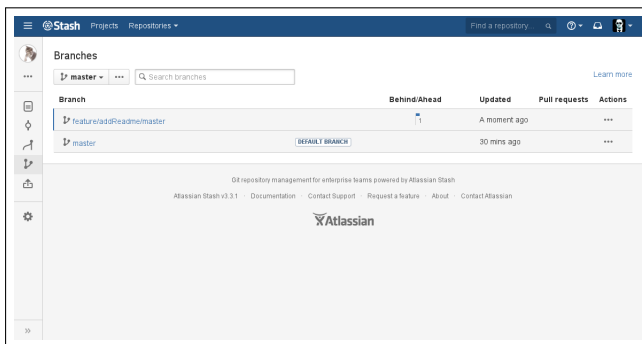 Stash Projects Repositories Find a repository...
Branches
master Search branches Learn more
Branch Behind/Ahead Updated Pull requests Actions
feature/addReadme/master 1 A moment ago
master DEFAULT BRANCH 30 mins ago
Git repository management for enterprise teams powered by Atlassian Stash
Atlassian Stash v3.3.1 · Documentation · Contact Support · Request a feature · About · Contact Atlassian
Atlassian